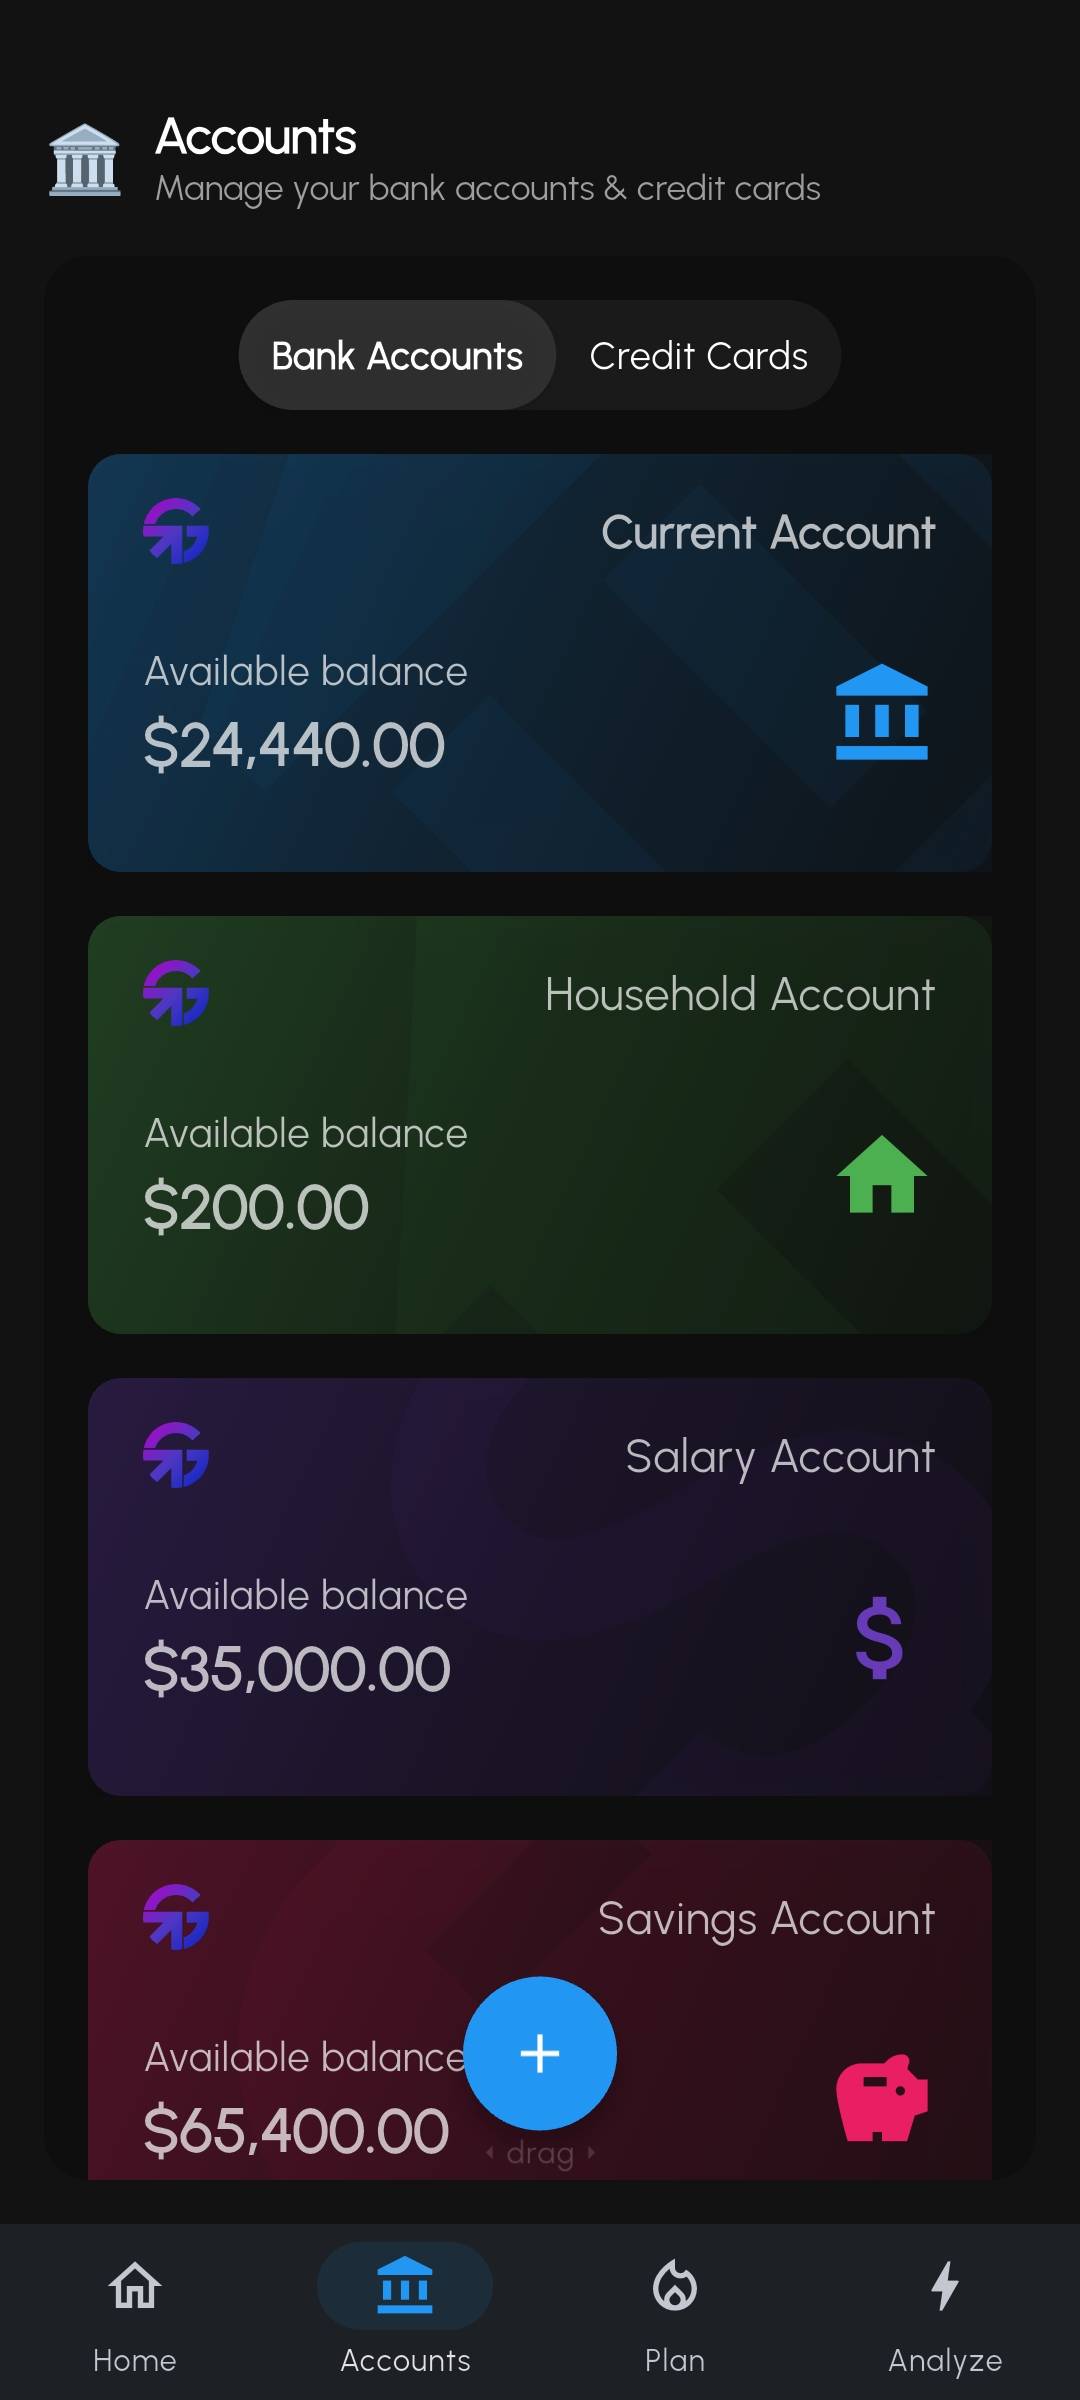 Accounts
Manage your bank accounts & credit cards
Bank Accounts
Credit Cards
Current Account
Available balance
$24,440.00
Household Account
Available balance
$200.00
Salary Account
Available balance
$35,000.00
Savings Account
Available balance
$65,400.00
drag
Home
Accounts
Plan
Analyze